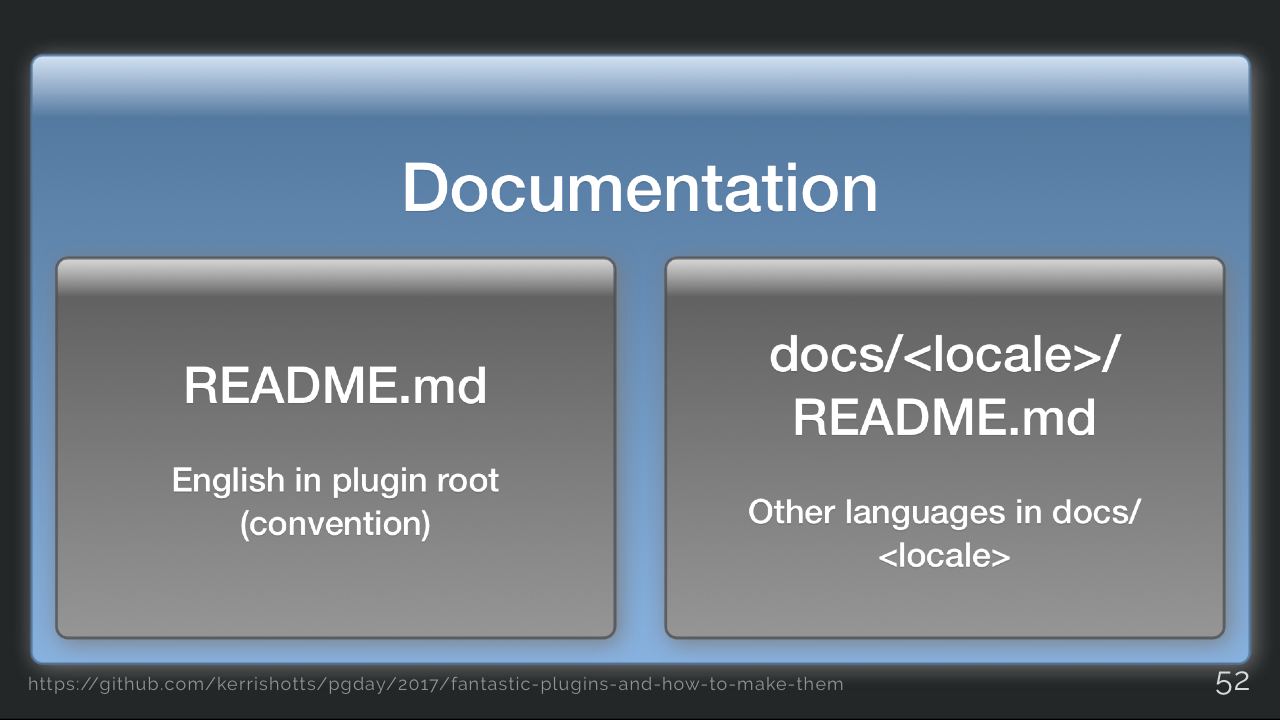 Documentation
README.md
English in plugin root
(convention)
docs/<locale>/
README.md
Other languages in docs/
<locale>
https://github.com/kerrishotts/pgday/2017/fantastic-plugins-and-how-to-make-them
52